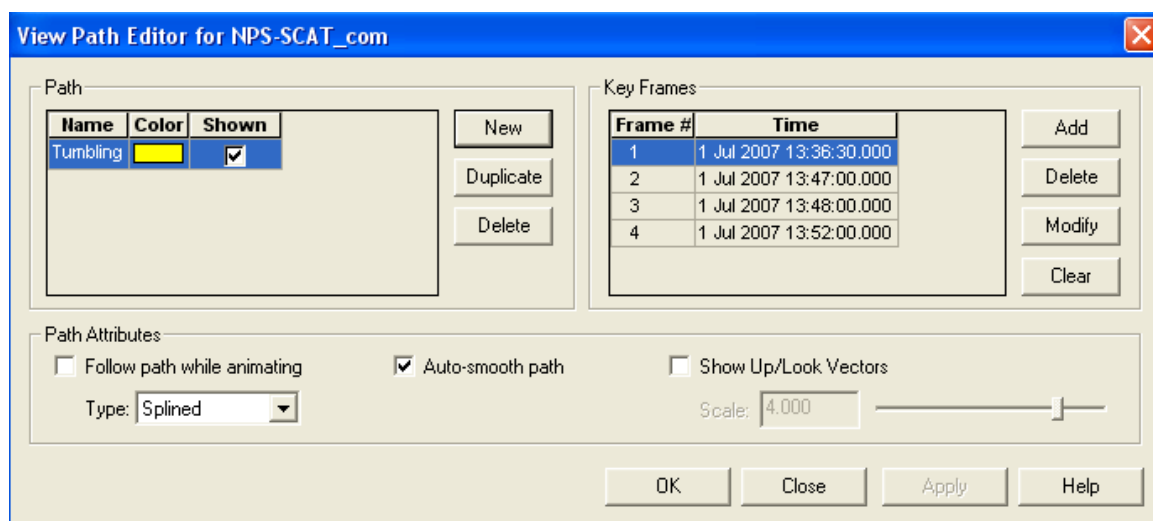 View Path Editor for NPS-SCAT_com
Path
Name Color Shown
Tumbling
New
Duplicate
Delete
Key Frames
Frame # Time
1 1 Jul 2007 13:36:30.000
2 1 Jul 2007 13:47:00.000
3 1 Jul 2007 13:48:00.000
4 1 Jul 2007 13:52:00.000
Add
Delete
Modify
Clear
Path Attributes
Follow path while animating
Auto-smooth path
Show Up/Look Vectors
Type: Splined
Scale: 4.000
OK Close Apply Help